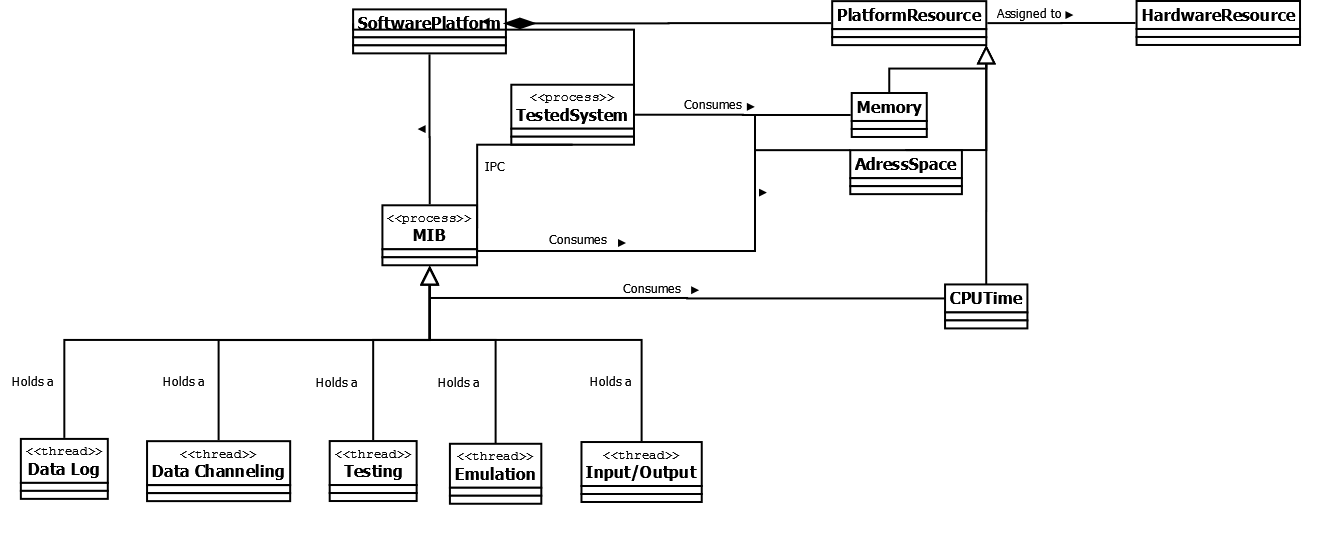 SoftwarePlatform
PlatformResource
Assigned to
HardwareResource
<<process>>
TestedSystem
Consumes
Memory
IPC
AdressSpace
<<process>>
MIB
Consumes
Consumes
CPUTime
Holds a
Holds a
Holds a
Holds a
Holds a
<<thread>>
Data Log
<<thread>>
Data Channeling
<<thread>>
Testing
<<thread>>
Emulation
<<thread>>
Input/Output